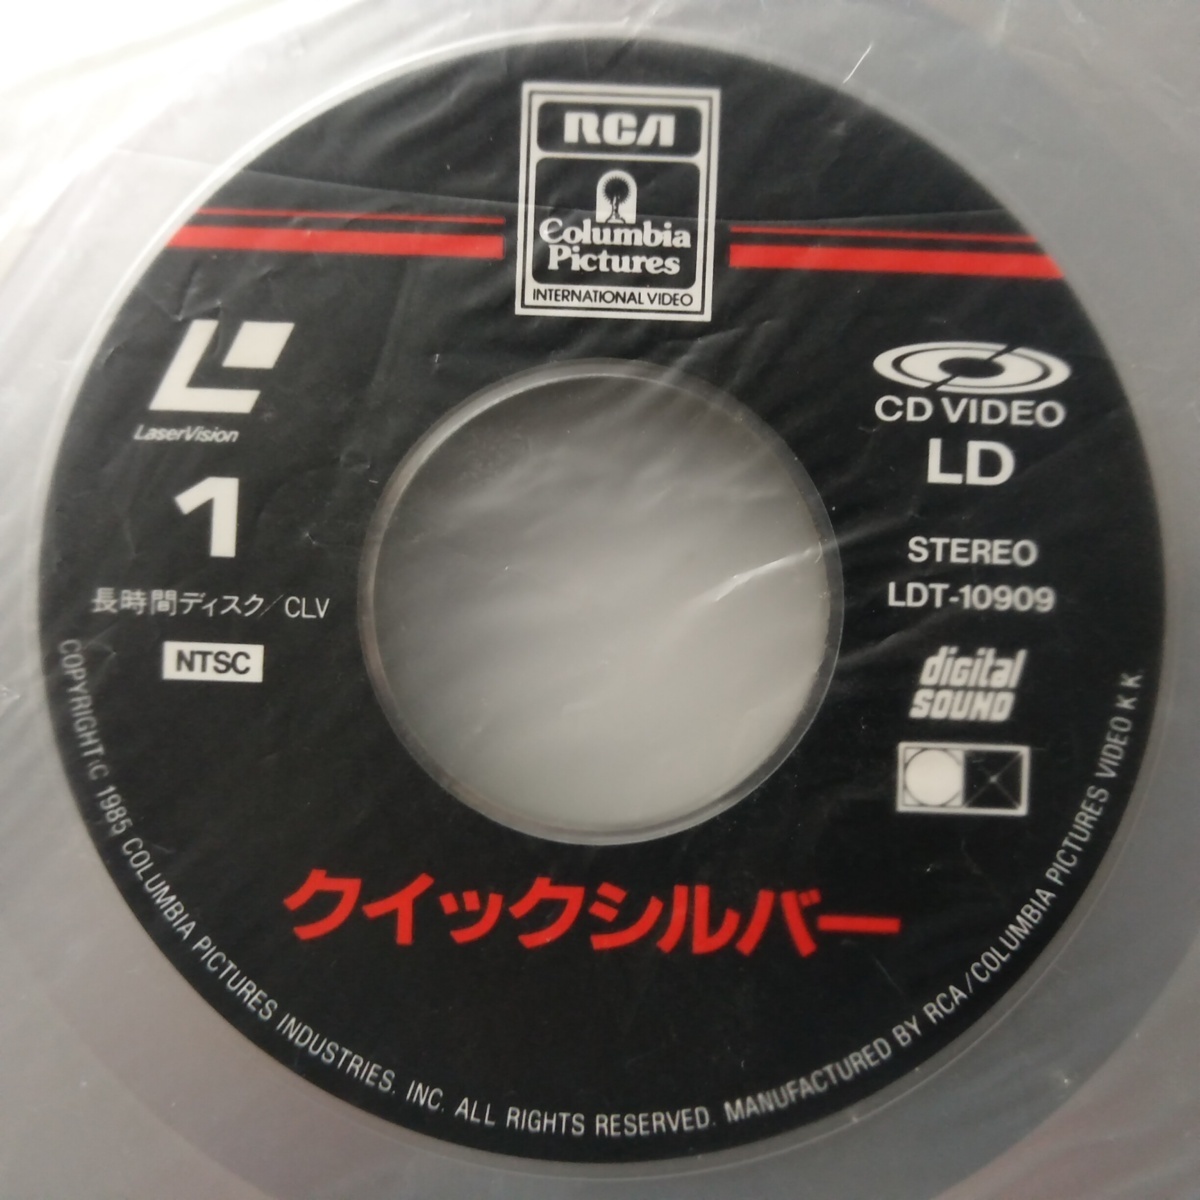 RCA
Columbia
Pictures
INTERNATIONAL VIDEO
LaserVision
1
長時間ディスク/CLV
NTSC
CD VIDEO
LD
STEREO
LDT-10909
digital
SOUND
クイックシルバー
COPYRIGHT:C 1985 COLUMBIA PICTURES INDUSTRIES. INC. ALL RIGHTS RESERVED. MANUFACTURED BY RCA/COLUMBIA PICTURES VIDEO K.K.